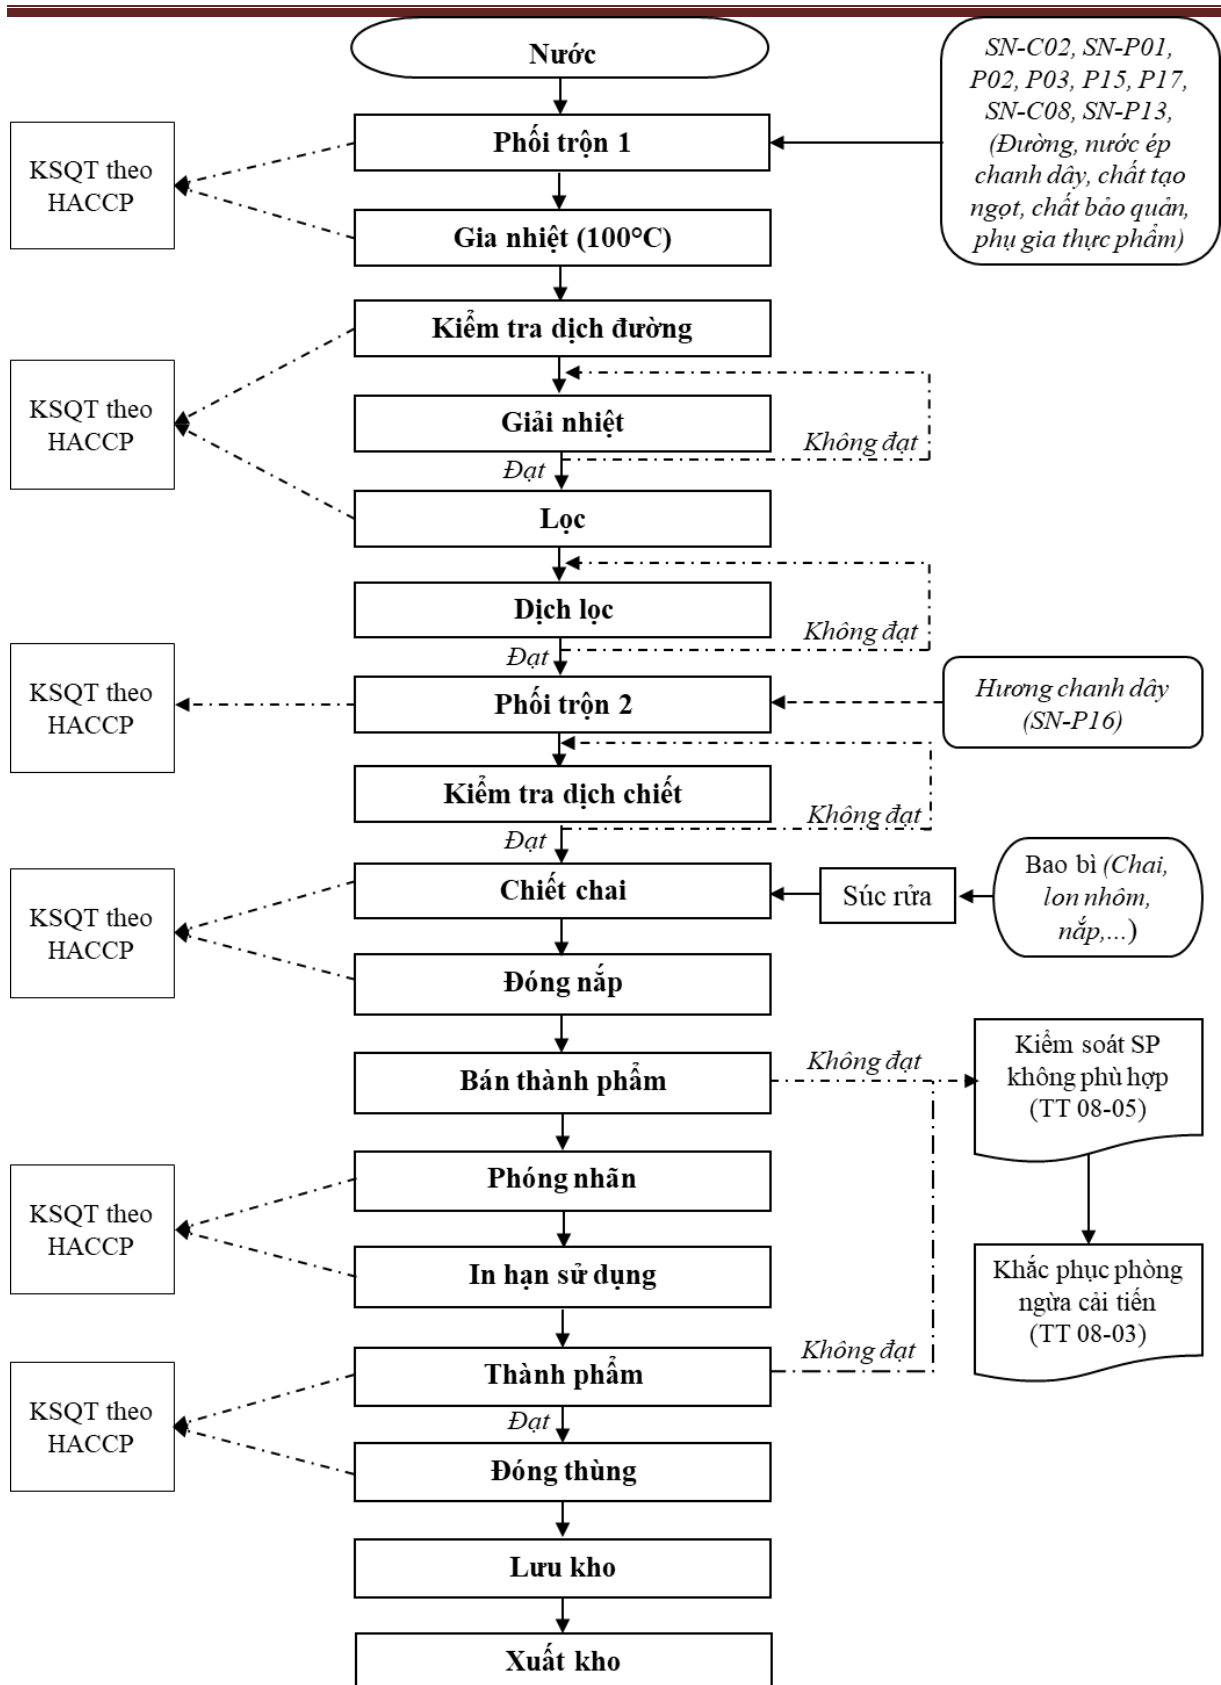 Nước
SN-C02, SN-P01,
P02, P03, P15, P17,
SN-C08, SN-P13,
(Đường, nước ép
chanh dây, chất tạo
ngọt, chất bảo quản,
phụ gia thực phẩm)
Phối trộn 1
KSQT theo
HACCP
Gia nhiệt (100°C)
Kiểm tra dịch đường
KSQT theo
HACCP
Giải nhiệt
Không đạt
Đạt
Lọc
Dịch lọc
Không đạt
Đạt
KSQT theo
HACCP
Phối trộn 2
Hương chanh dây
(SN-P16)
Kiểm tra dịch chiết
Không đạt
Đạt
KSQT theo
HACCP
Chiết chai
Súc rửa
Bao bì (Chai,
lon nhôm,
nắp,...)
Đóng nắp
Bán thành phẩm
Không đạt
Kiểm soát SP
không phù hợp
(TT 08-05)
KSQT theo
HACCP
Phóng nhãn
In hạn sử dụng
Khắc phục phòng
ngừa cải tiến
(TT 08-03)
Thành phẩm
Không đạt
Đạt
KSQT theo
HACCP
Đóng thùng
Lưu kho
Xuất kho